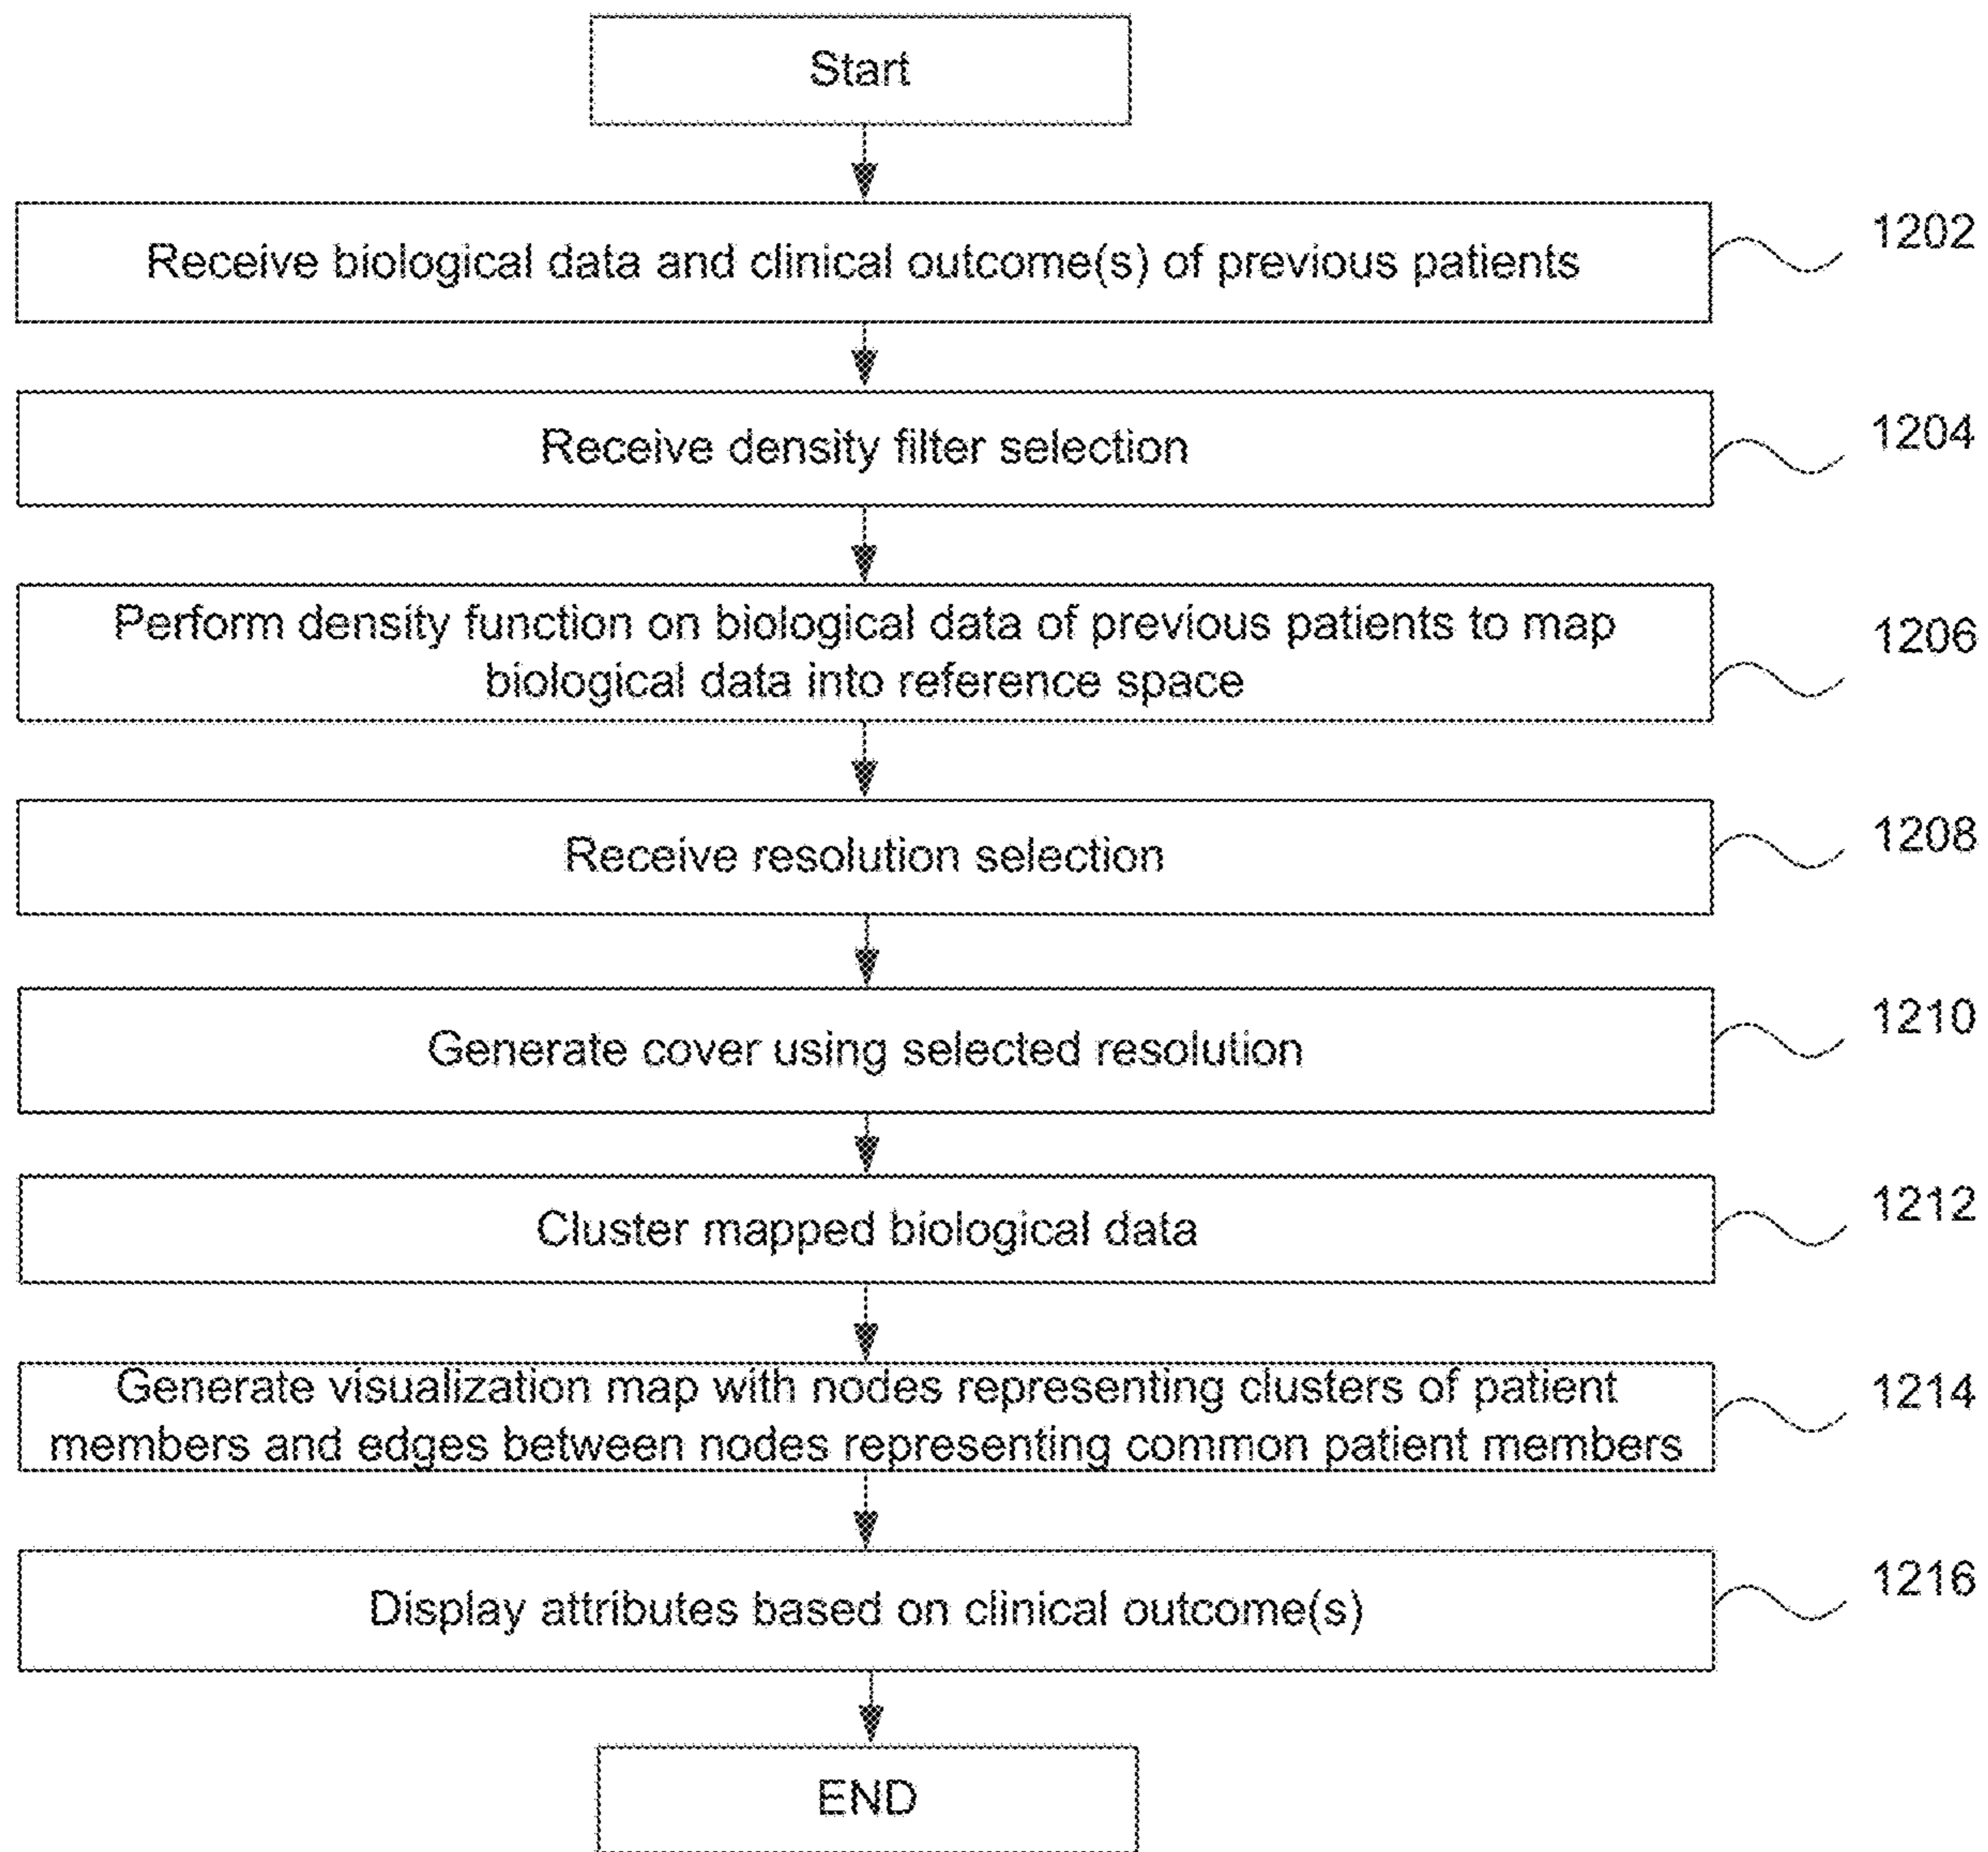 Start
Receive biological data and clinical outcome(s) of previous patients
1202
Receive density filter selection
1204
Perform density function on biological data of previous patients to map
biological data into reference space
1206
Receive resolution selection
1208
Generate cover using selected resolution
1210
Cluster mapped biological data
1212
Generate visualization map with nodes representing clusters of patient
members and edges between nodes representing common patient members
1214
Display attributes based on clinical outcome(s)
1216
END